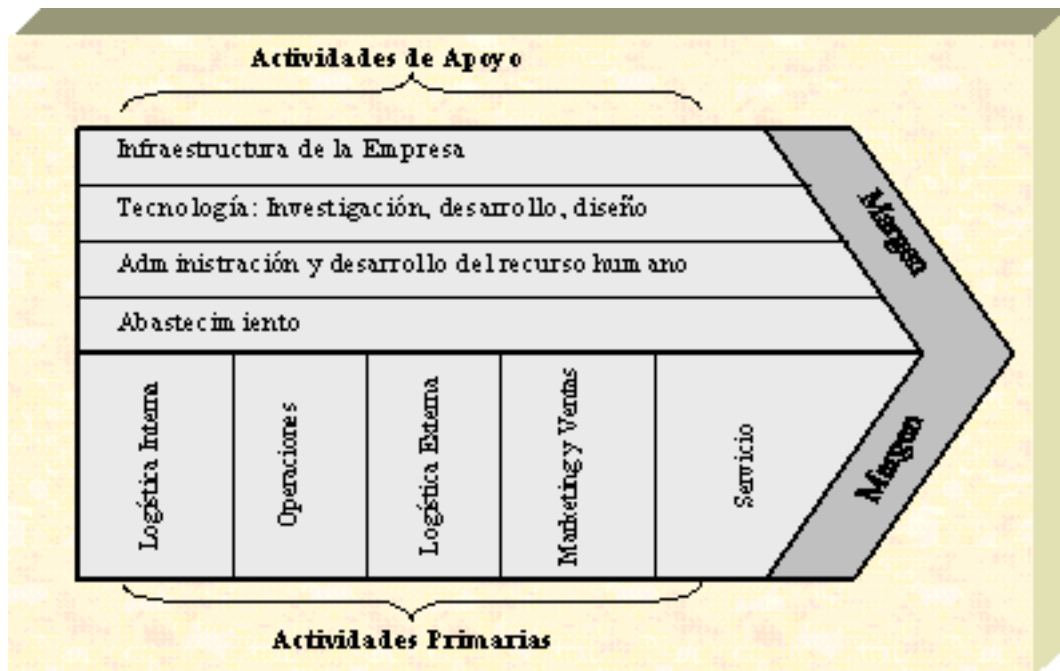 Actividades de Apoyo
Infraestructura de la Empresa
Tecnología: Investigación, desarrollo, diseño
Administración y desarrollo del recurso humano
Abastecimiento
Margen
Logística Interna
Operaciones
Logística Externa
Marketing y Ventas
Servicio
Margen
Actividades Primarias